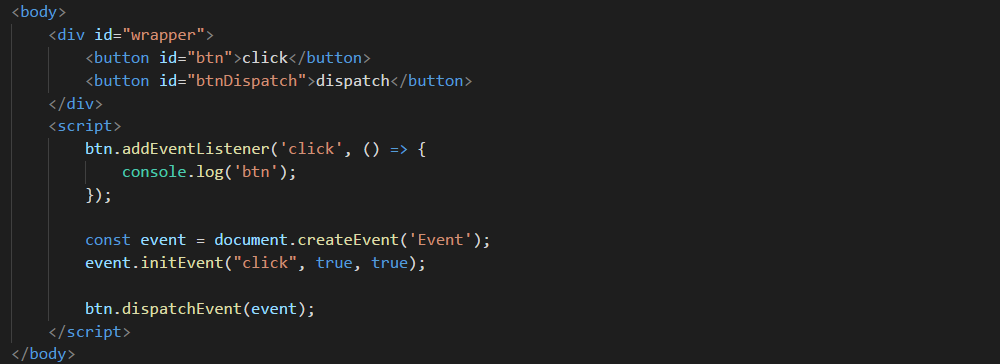 <body>
<div id="wrapper">
<button id="btn">click</button>
<button id="btnDispatch">dispatch</button>
</div>
<script>
btn.addEventListener('click', () => {
console.log('btn');
});
const event = document.createEvent('Event');
event.initEvent("click", true, true);
btn.dispatchEvent(event);
</script>
</body>